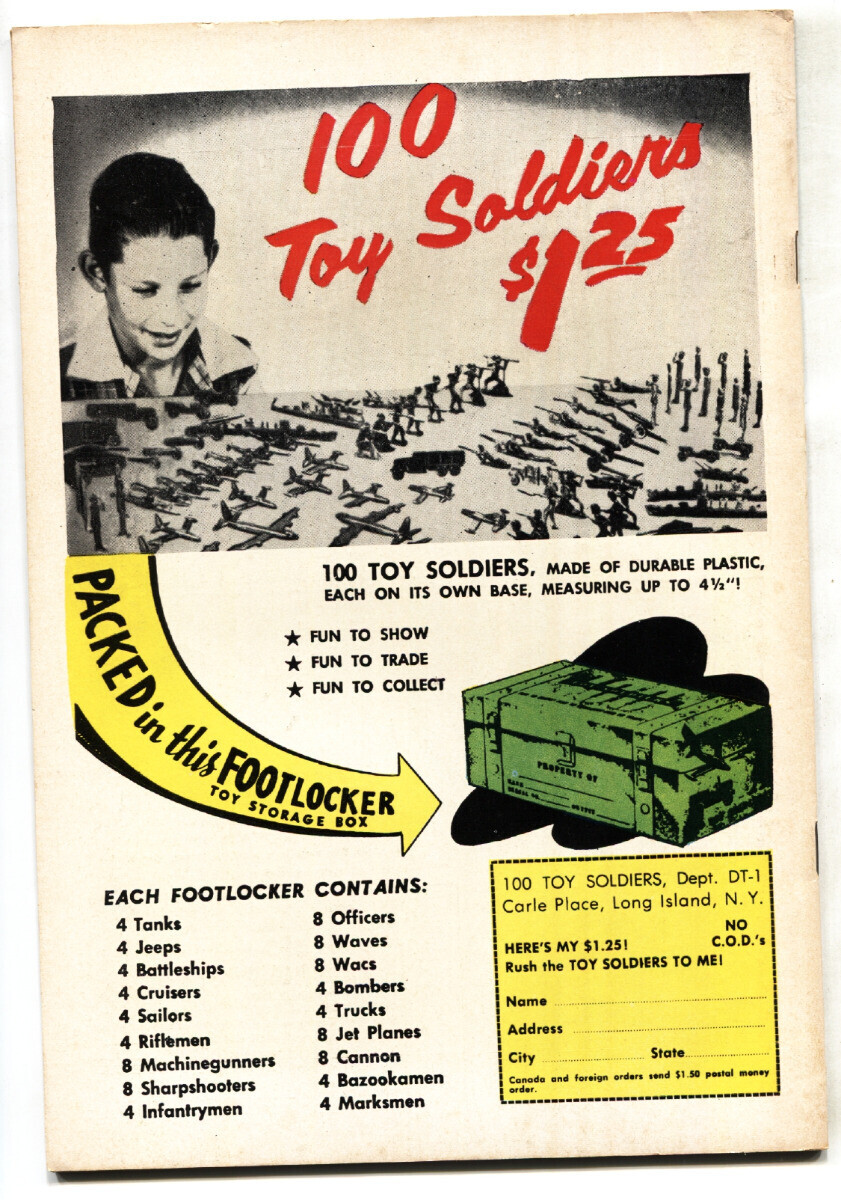 100
Toy Soldiers
$1.25
100 TOY SOLDIERS, MADE OF DURABLE PLASTIC,
EACH ON ITS OWN BASE, MEASURING UP TO 4½"!
★ FUN TO SHOW
★ FUN TO TRADE
★ FUN TO COLLECT
PACKED in this FOOTLOCKER
TOY STORAGE BOX
PROPERTY OF
EACH FOOTLOCKER CONTAINS:
4 Tanks
4 Jeeps
4 Battleships
4 Cruisers
4 Sailors
4 Riflemen
8 Machinegunners
8 Sharpshooters
4 Infantrymen
8 Officers
8 Waves
8 Wacs
4 Bombers
4 Trucks
8 Jet Planes
8 Cannon
4 Bazookamen
4 Marksmen
100 TOY SOLDIERS, Dept. DT-1
Carle Place, Long Island, N. Y.
NO
C.O.D.'s
HERE'S MY $1.25!
Rush the TOY SOLDIERS TO ME!
Name
Address
City State
Canada and foreign orders send $1.50 postal money
order.